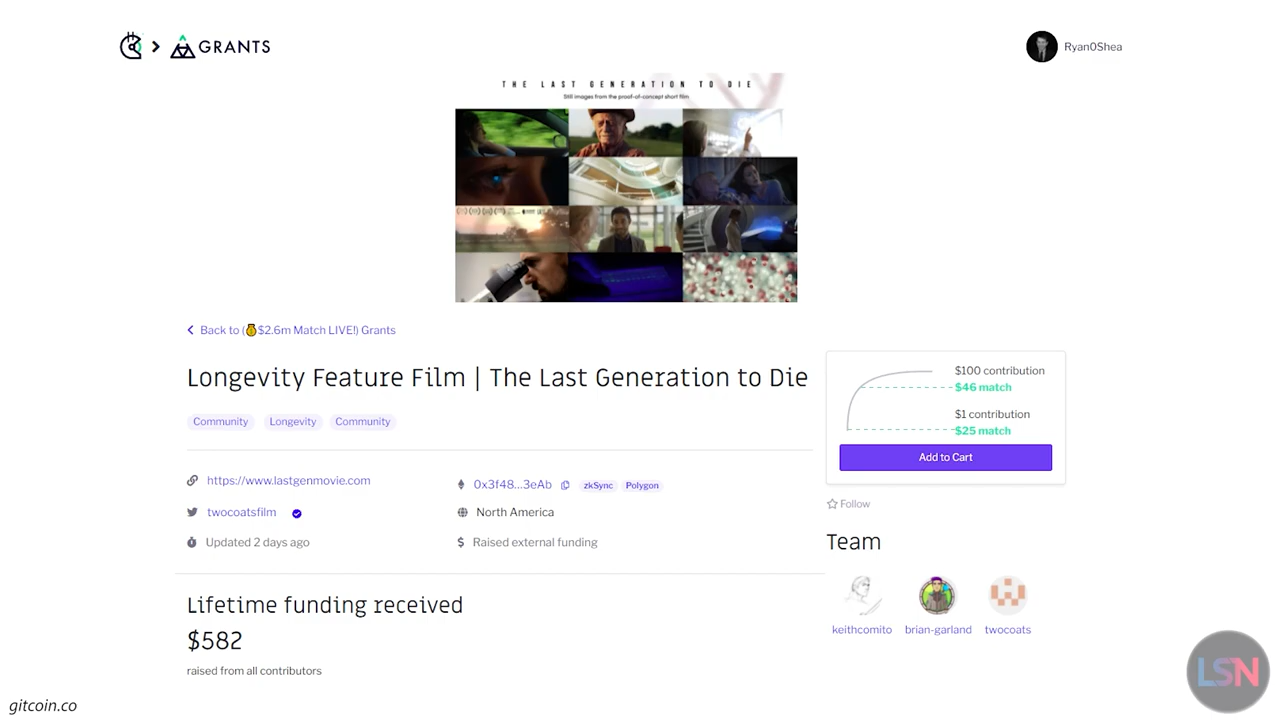 GRANTS
Ryan0Shea
THE LAST GENERATION TO DIE
Still images from the proof-of-concept short film
Back to (💰$2.6m Match LIVE!) Grants
Longevity Feature Film | The Last Generation to Die
Community Longevity Community
$100 contribution
$46 match
$1 contribution
$25 match
Add to Cart
https://www.lastgenmovie.com
0x3f48...3eAb zkSync Polygon
twocoatsfilm
North America
Updated 2 days ago
Raised external funding
Follow
Team
keithcomito brian-garland twocoats
Lifetime funding received
$582
raised from all contributors
gitcoin.co
LSN